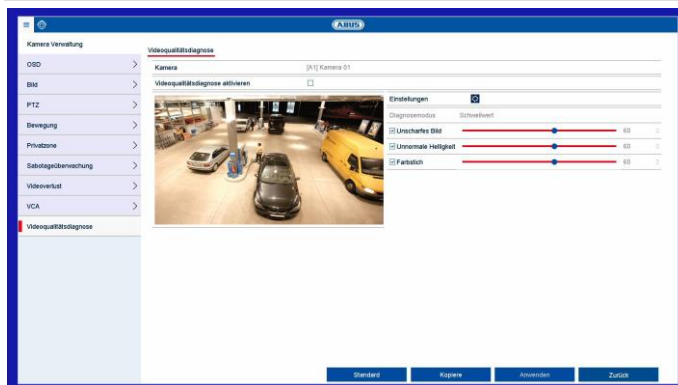 ABUS
Kamera Verwaltung
OSD
Bild
PTZ
Bewegung
Privatzone
Sabotageüberwachung
Videoverlust
VCA
Videoqualitätsdiagnose
Videoqualitätsdiagnose
Kamera [A1] Kamera 01
Videoqualitätsdiagnose aktivieren
Einstellungen
Diagnosemodus Schwellwert
Unscharfes Bild 60
Unnormale Helligkeit 60
Farbstich 60
Standard Kopiere Anwenden Zurück